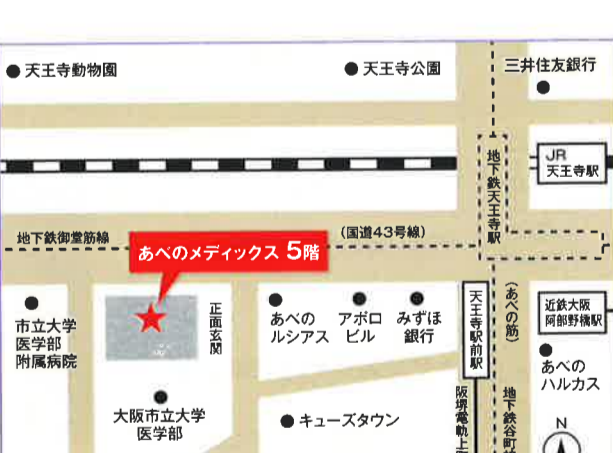 天王寺動物園
天王寺公園
三井住友銀行
地下鉄天王寺駅
JR
天王寺駅
地下鉄御堂筋線
(国道43号線)
あべのメディックス 5階
市立大学
医学部
附属病院
正面玄関
あべの
ルシアス
アポロ
ビル
みずほ
銀行
天王寺駅前駅
(あべの筋)
近鉄大阪
阿部野橋駅
あべの
ハルカス
大阪市立大学
医学部
キューズタウン
阪堺電軌上
地下鉄谷町
N